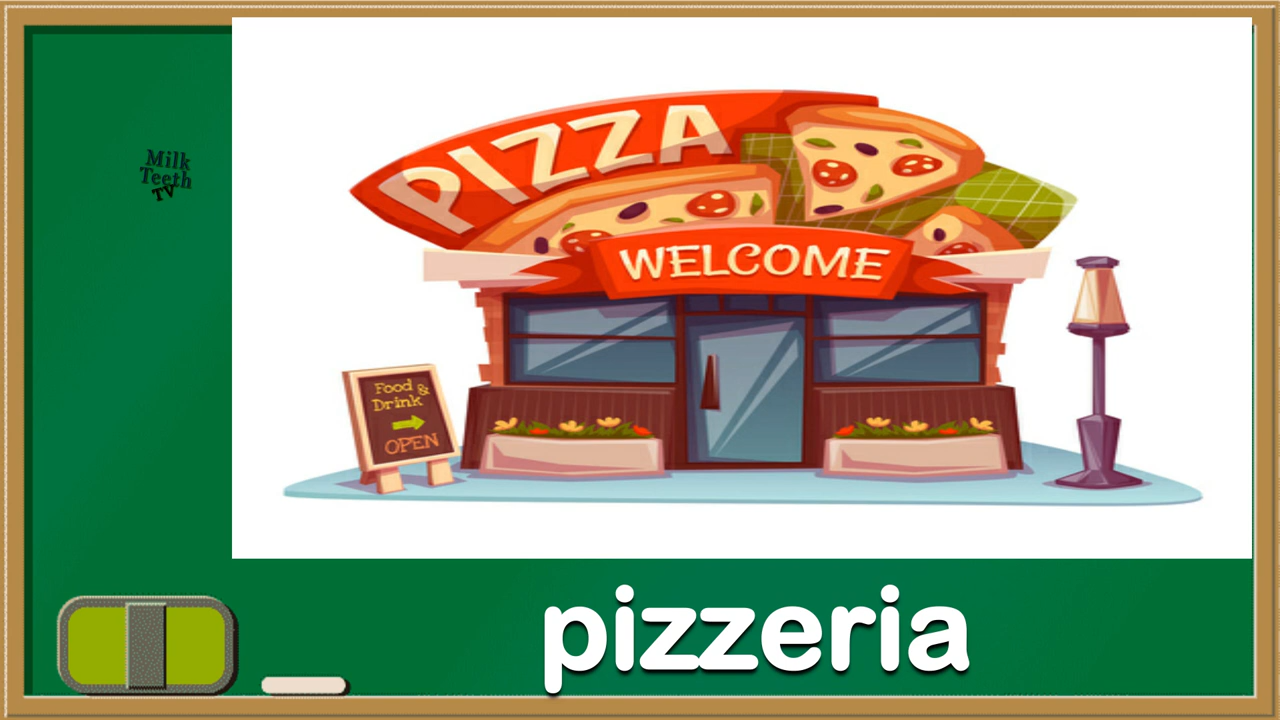 Milk
Teeth
TV
PIZZA
WELCOME
Food &
Drink
OPEN
pizzeria